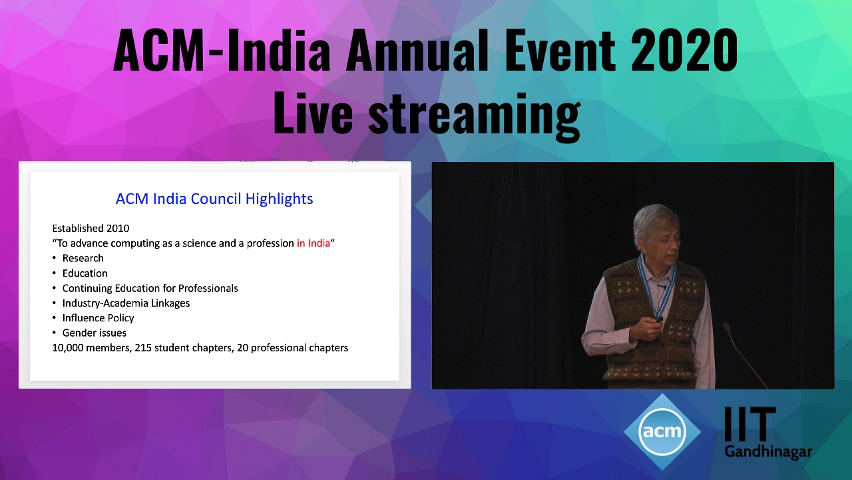 ACM-India Annual Event 2020
Live streaming
ACM India Council Highlights
Established 2010
“To advance computing as a science and a profession in India”
• Research
• Education
• Continuing Education for Professionals
• Industry-Academia Linkages
• Influence Policy
• Gender issues
10,000 members, 215 student chapters, 20 professional chapters
acm
IIT
Gandhinagar